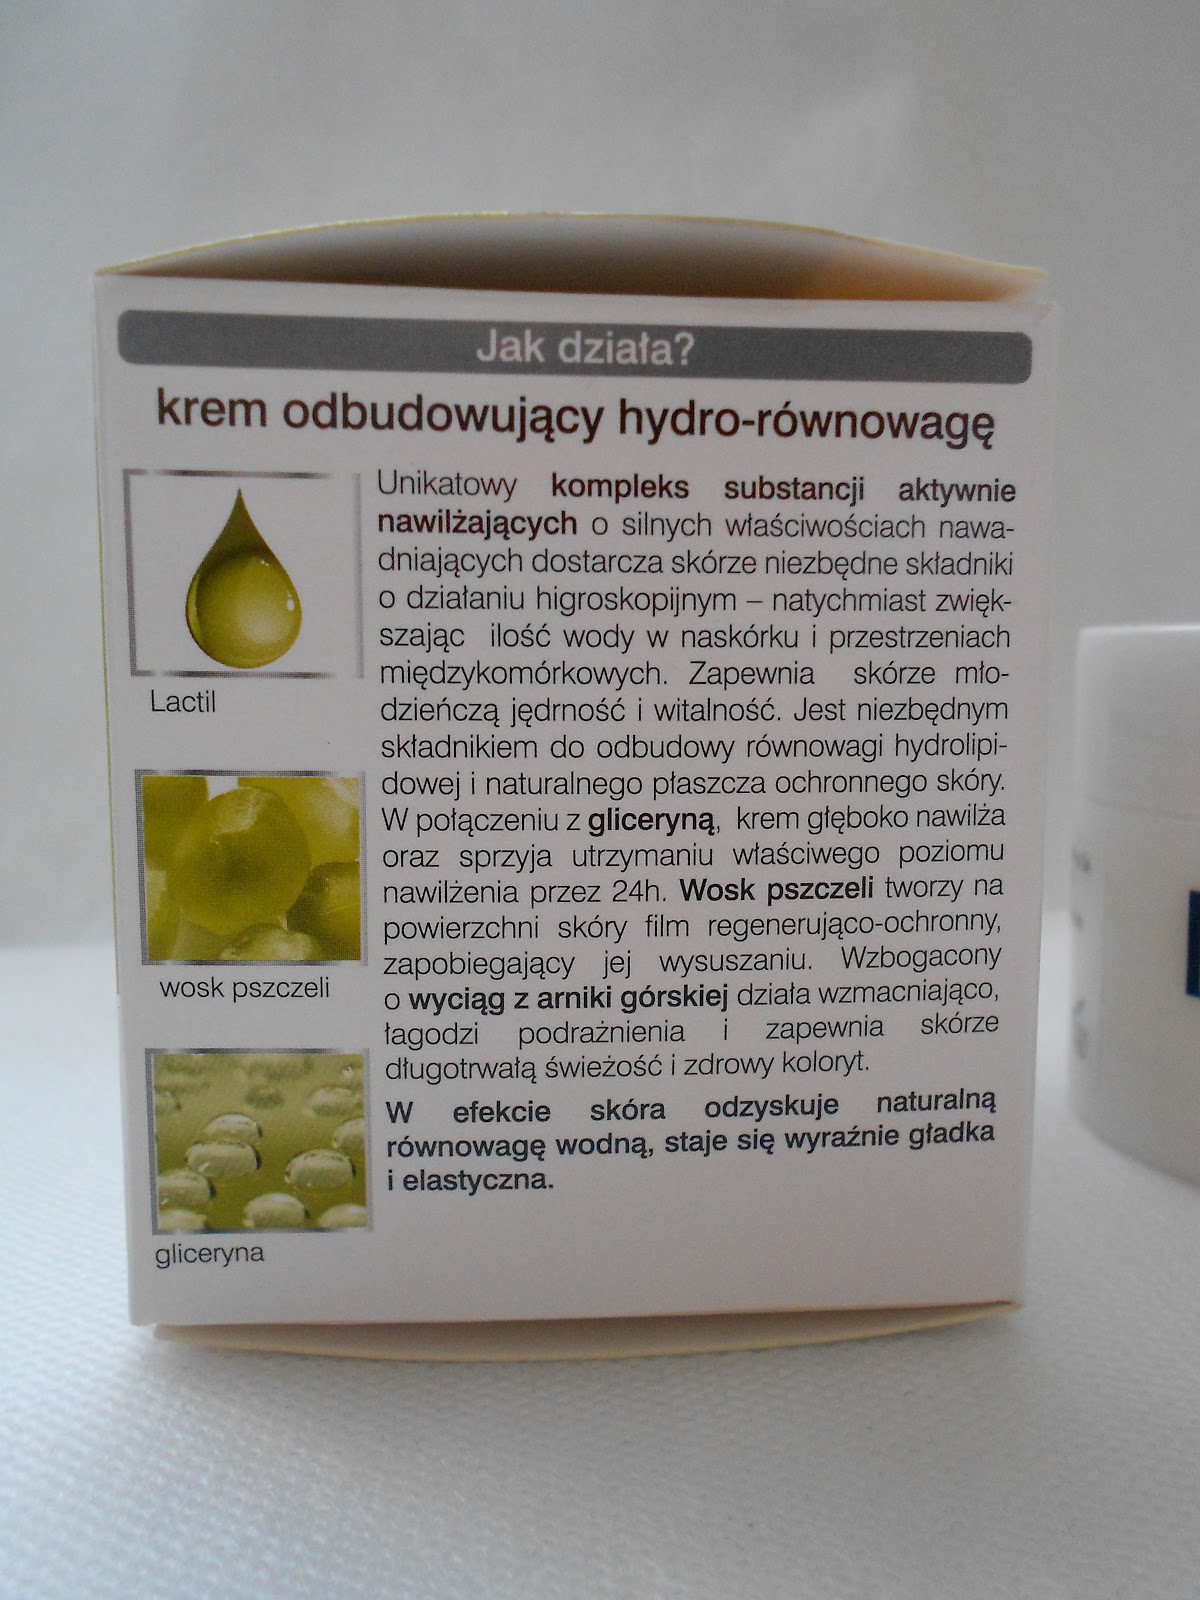 Jak działa?
krem odbudowujący hydro-równowagę
Unikatowy kompleks substancji aktywnie
nawilżających o silnych właściwościach nawa-
dniających dostarcza skórze niezbędne składniki
o działaniu higroskopijnym – natychmiast zwięk-
szając ilość wody w naskórku i przestrzeniach
międzykomórkowych. Zapewnia skórze mło-
dzieńczą jędrność i witalność. Jest niezbędnym
składnikiem do odbudowy równowagi hydrolipi-
dowej i naturalnego płaszcza ochronnego skóry.
W połączeniu z gliceryną, krem głęboko nawilża
oraz sprzyja utrzymaniu właściwego poziomu
nawilżenia przez 24h. Wosk pszczeli tworzy na
powierzchni skóry film regenerująco-ochronny,
zapobiegający jej wysuszaniu. Wzbogacony
o wyciąg z arniki górskiej działa wzmacniająco,
łagodzi podrażnienia i zapewnia skórze
długotrwałą świeżość i zdrowy koloryt.
W efekcie skóra odzyskuje naturalną
równowagę wodną, staje się wyraźnie gładka
i elastyczna.
Lactil
wosk pszczeli
gliceryna